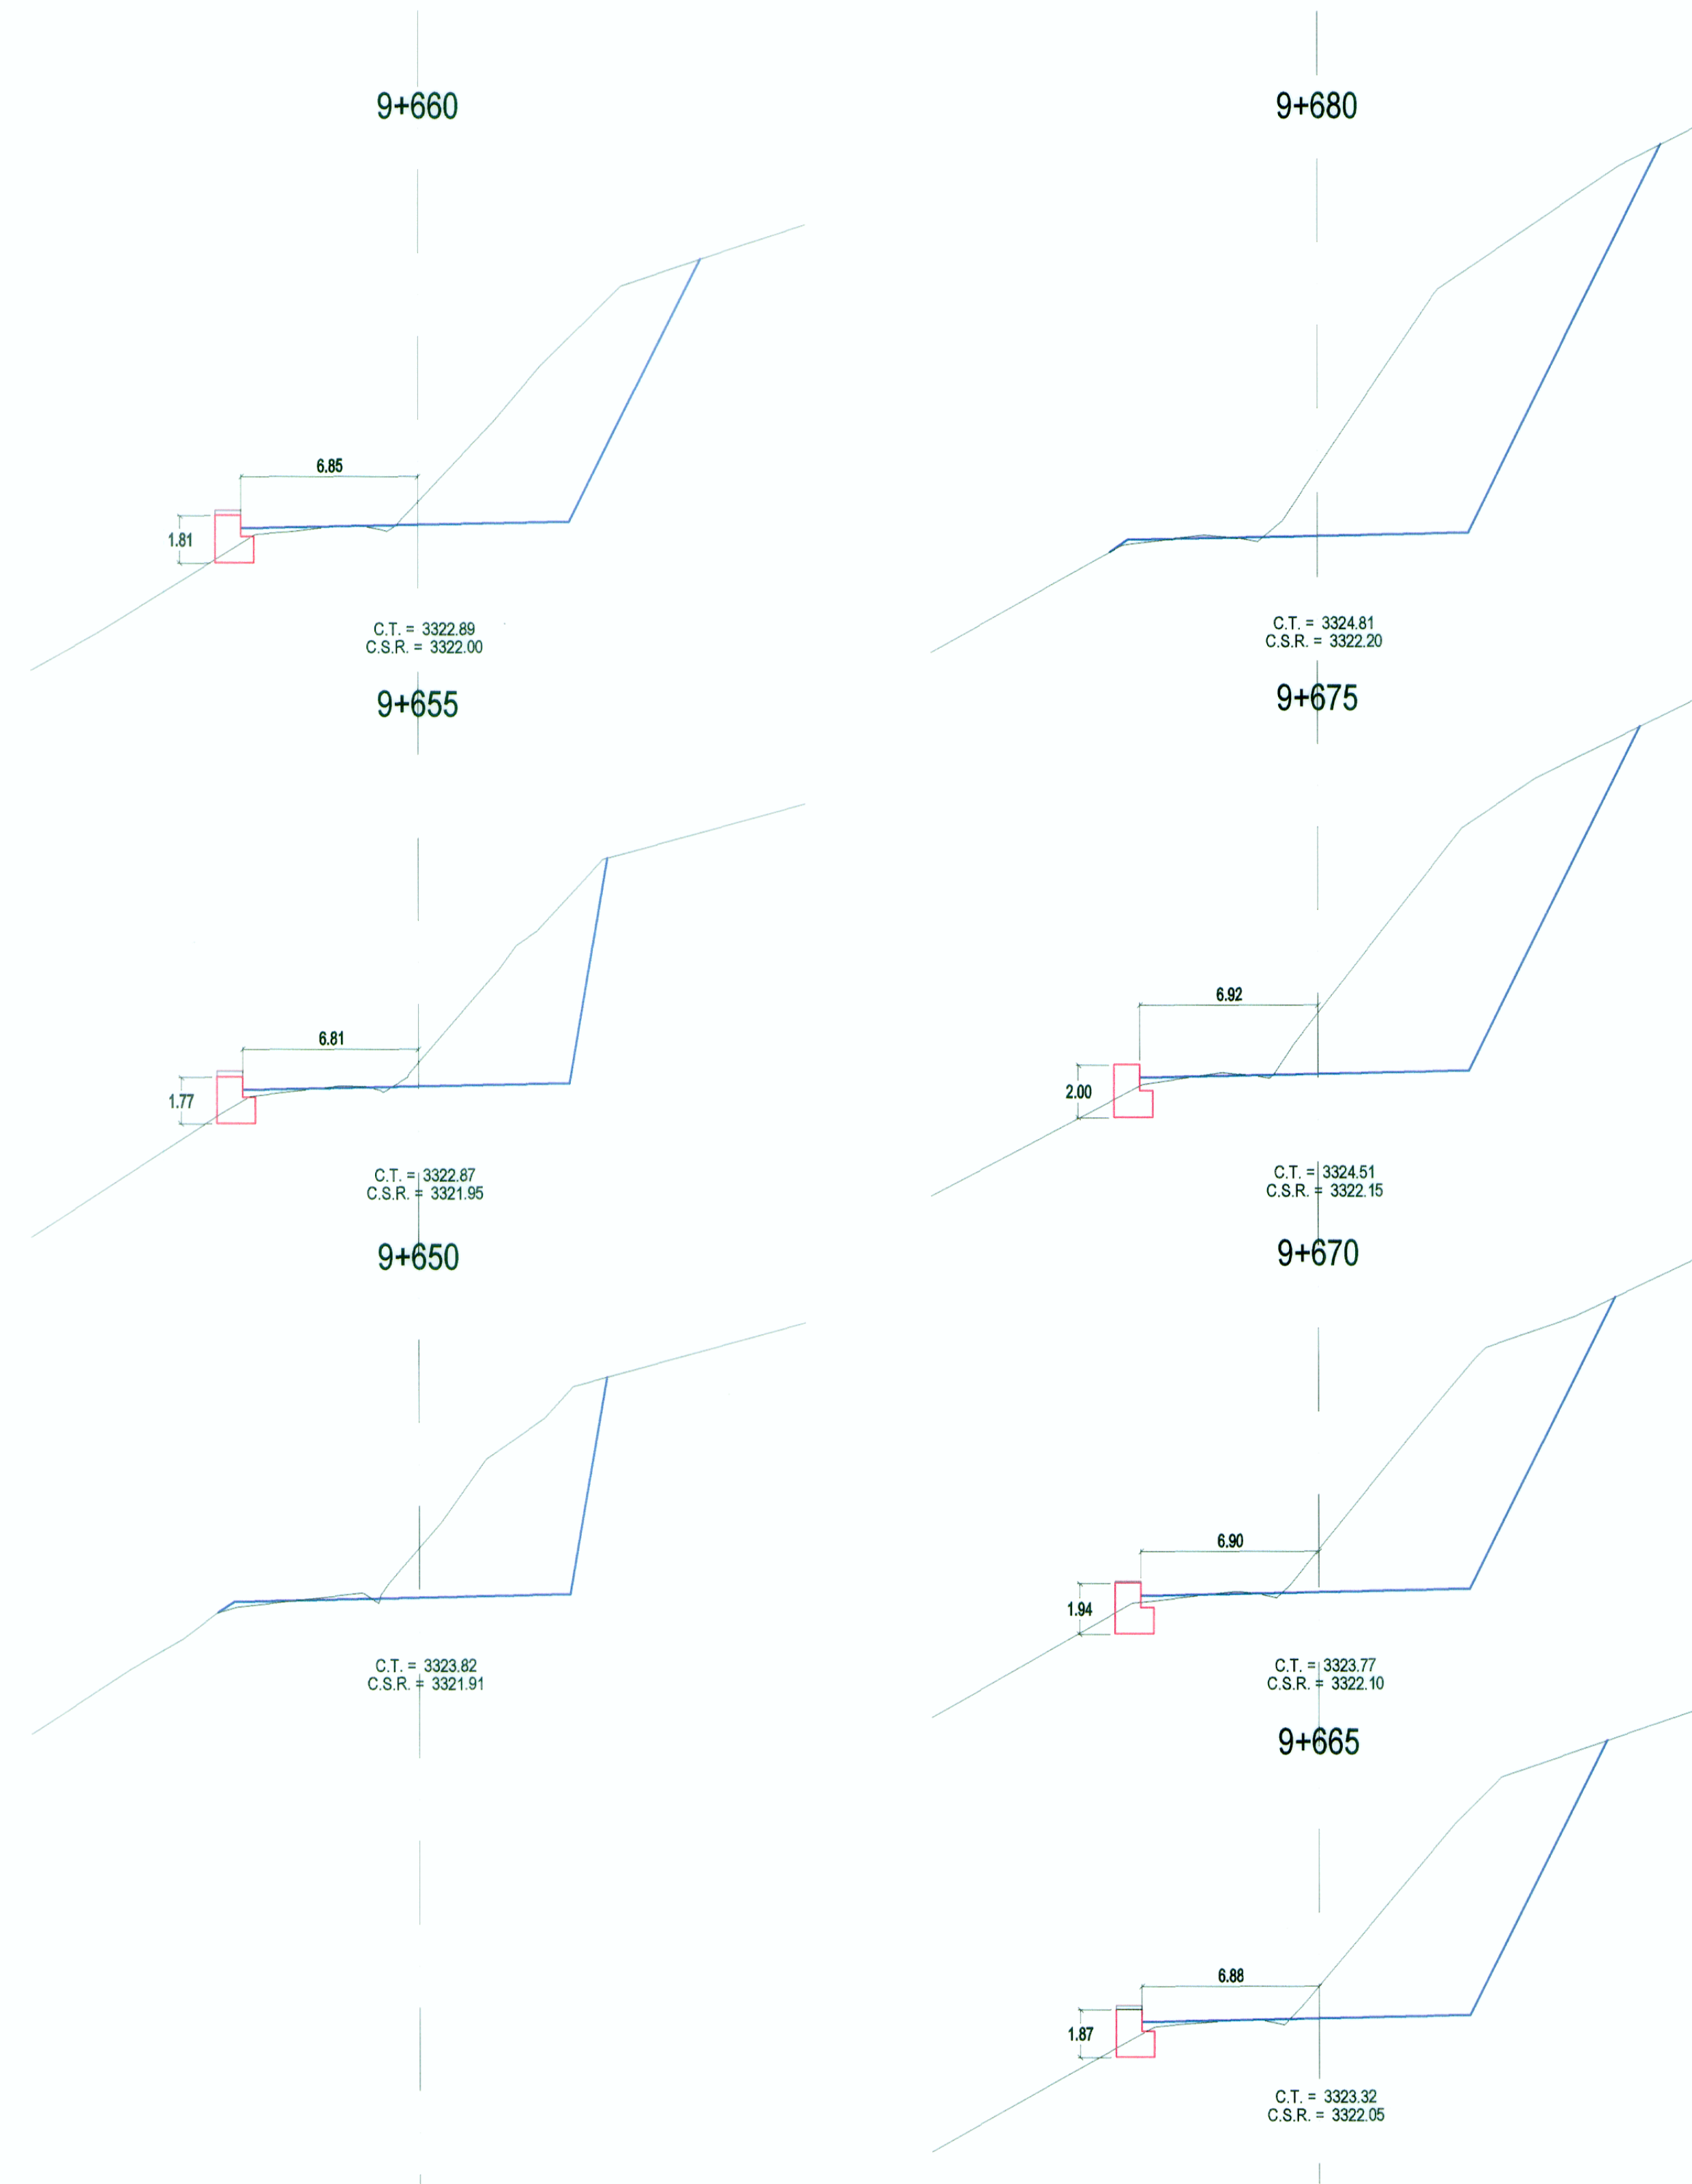 9+660
6.85
1.81
C.T. = 3322.89
C.S.R. = 3322.00
9+655
6.81
1.77
C.T. = 3322.87
C.S.R. = 3321.95
9+650
C.T. = 3323.82
C.S.R. = 3321.91
9+680
C.T. = 3324.81
C.S.R. = 3322.20
9+675
6.92
2.00
C.T. = 3324.51
C.S.R. = 3322.15
9+670
6.90
1.94
C.T. = 3323.77
C.S.R. = 3322.10
9+665
6.88
1.87
C.T. = 3323.32
C.S.R. = 3322.05